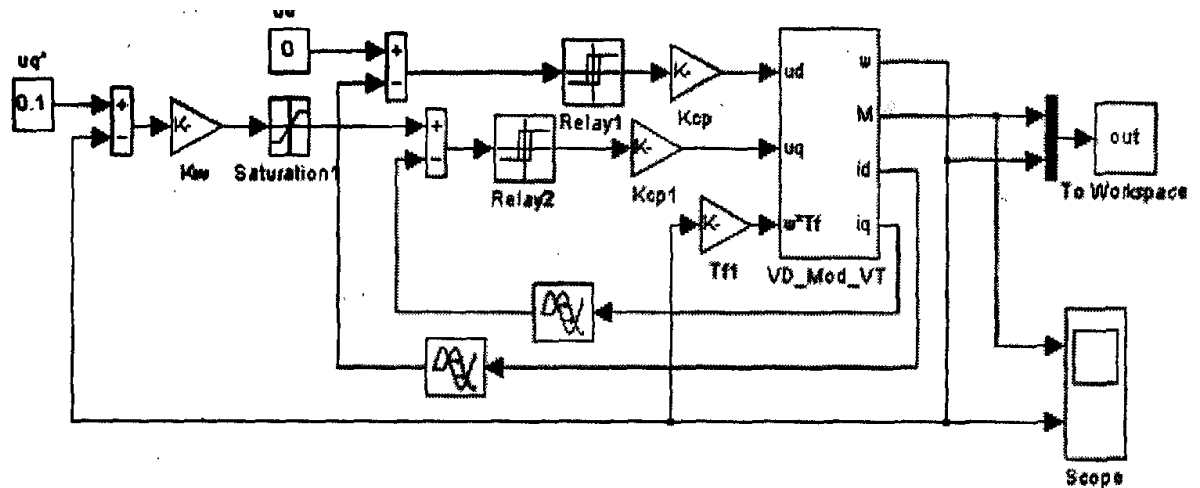 uq*
0.1
+
−
K-
Kw
Saturation1
0
+
−
+
−
Relay1
Relay2
K-
Kcp
K-
Kcp1
K-
Tf1
ud
uq
w*Tf
w
M
id
iq
VD_Mod_VT
out
To Workspace
Scope